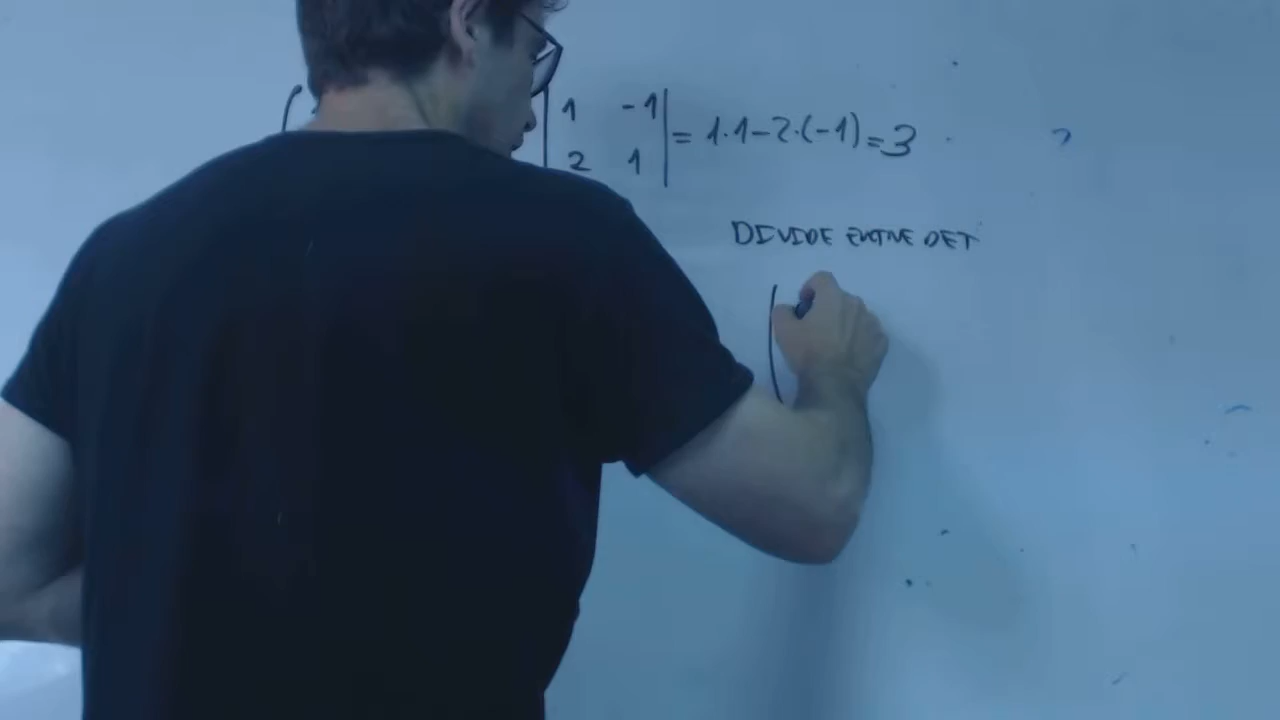 | 1 -1 |
| 2 1 | = 1·1-2·(-1)=3
DIVIDE ENTRE DET
(